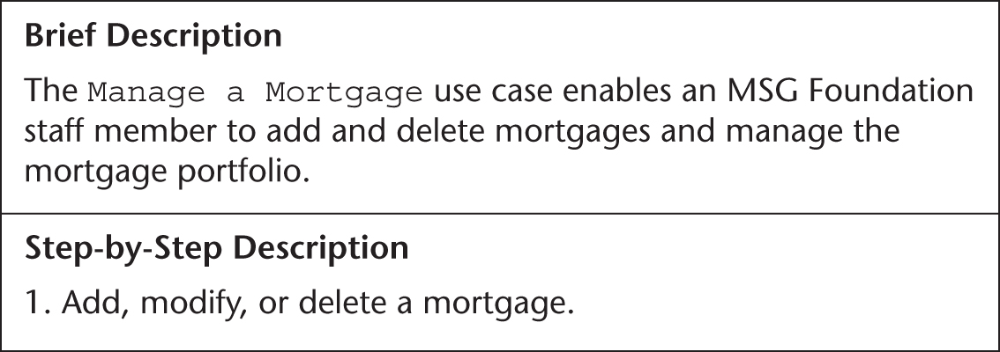 Brief Description
The Manage a Mortgage use case enables an MSG Foundation
staff member to add and delete mortgages and manage the
mortgage portfolio.
Step-by-Step Description
1. Add, modify, or delete a mortgage.